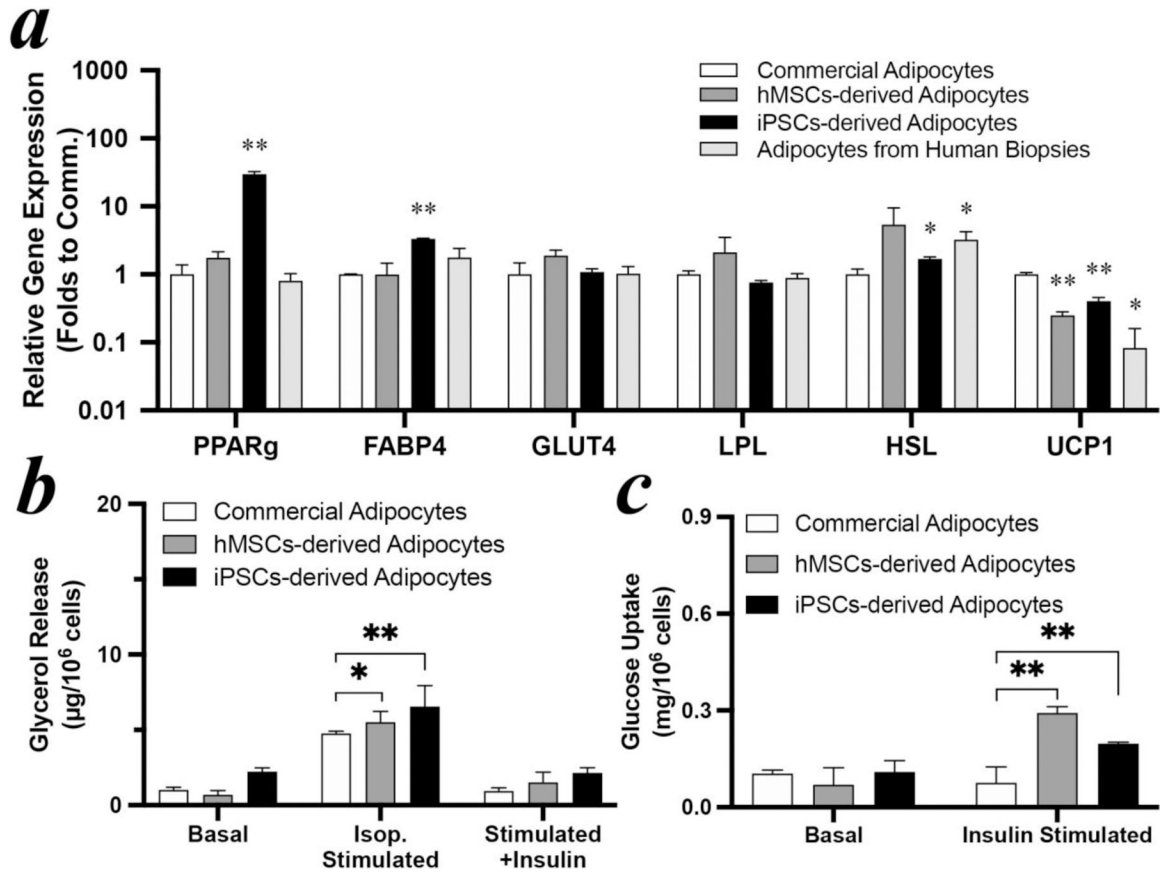 a
Relative Gene Expression
(Folds to Comm.)
1000
100
10
1
0.1
0.01
Commercial Adipocytes
hMSCs-derived Adipocytes
iPSCs-derived Adipocytes
Adipocytes from Human Biopsies
**
**
*
*
**
**
*
PPARg FABP4 GLUT4 LPL HSL UCP1
b
Glycerol Release
(µg/10⁶ cells)
20
10
5
0
Commercial Adipocytes
hMSCs-derived Adipocytes
iPSCs-derived Adipocytes
**
*
Basal Isop. Stimulated
Stimulated +Insulin
c
Glucose Uptake
(mg/10⁶ cells)
0.9
0.6
0.3
0.0
Commercial Adipocytes
hMSCs-derived Adipocytes
iPSCs-derived Adipocytes
**
**
Basal Insulin Stimulated